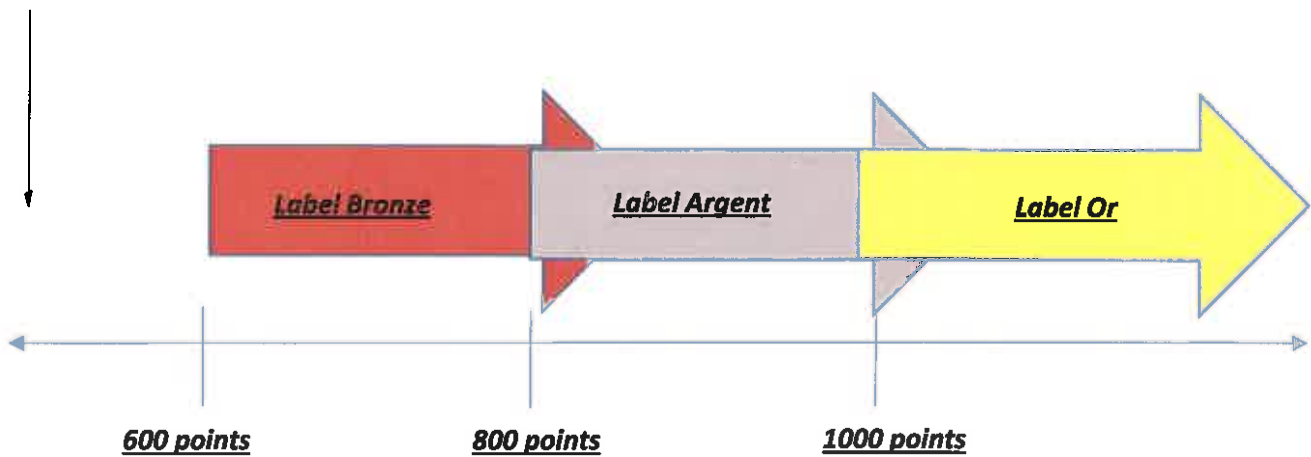 Label Bronze
Label Argent
Label Or
600 points
800 points
1000 points